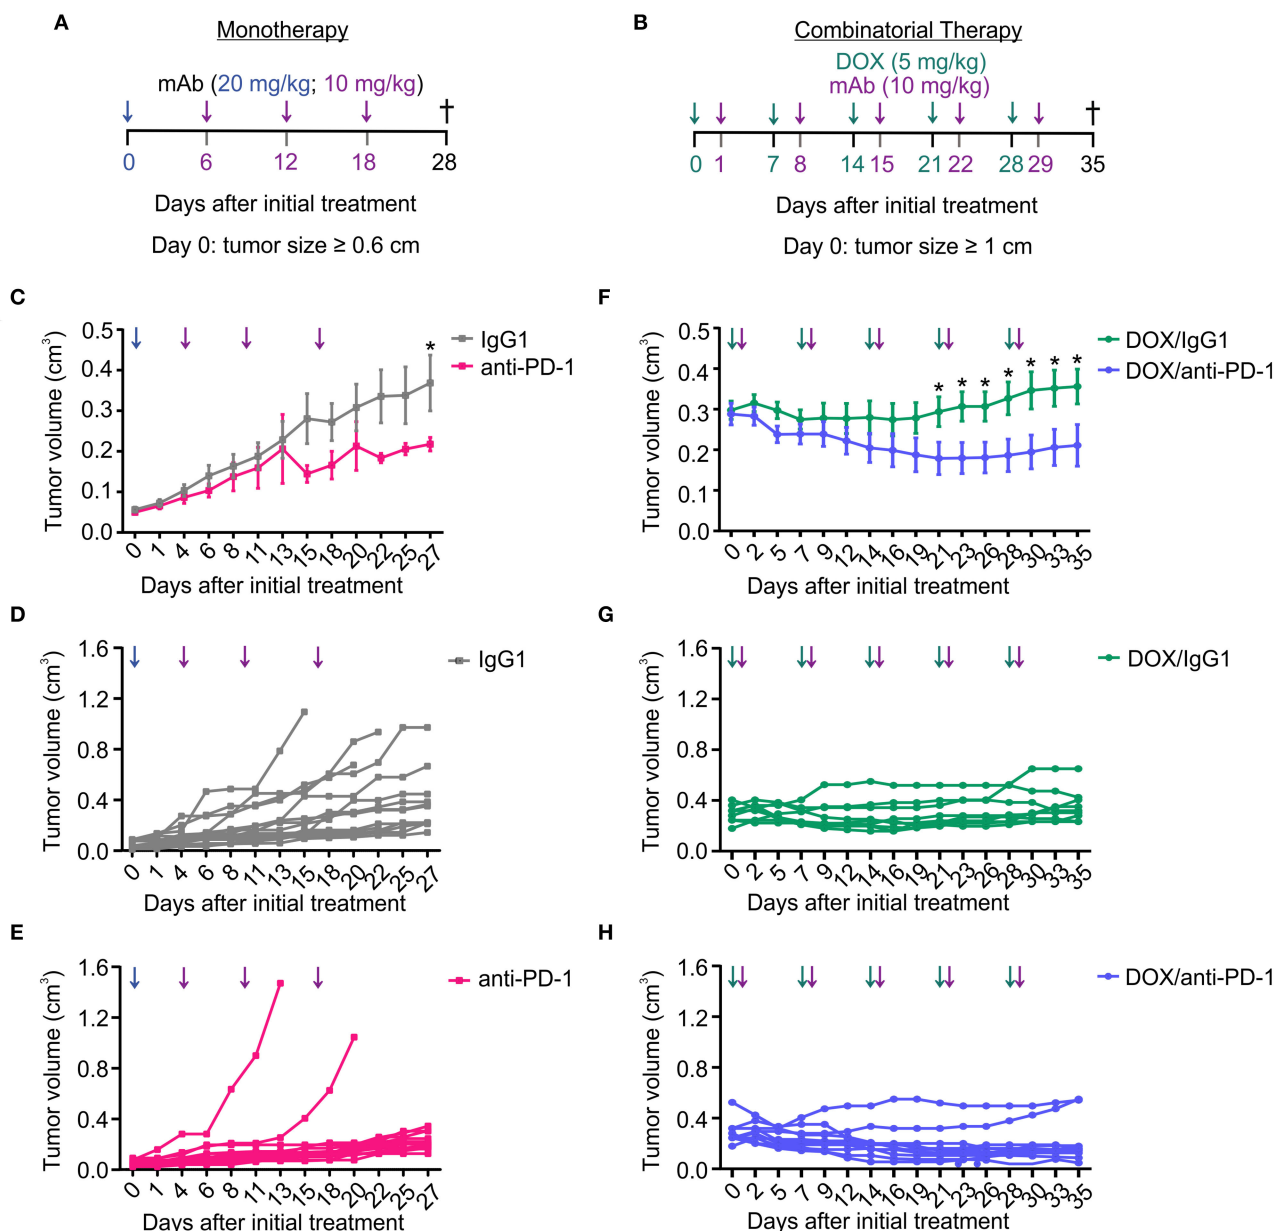 A
Monotherapy
mAb (20 mg/kg; 10 mg/kg)
†
0 6 12 18 28
Days after initial treatment
Day 0: tumor size ≥ 0.6 cm
B
Combinatorial Therapy
DOX (5 mg/kg)
mAb (10 mg/kg)
†
0 1 7 8 14 15 21 22 28 29 35
Days after initial treatment
Day 0: tumor size ≥ 1 cm
C
Tumor volume (cm³)
0.5
0.4
0.3
0.2
0.1
0.0
*
IgG1
anti-PD-1
0 1 4 6 8 11 13 15 18 20 22 25 27
Days after initial treatment
F
Tumor volume (cm³)
0.5
0.4
0.3
0.2
0.1
0.0
* * * * * * *
DOX/IgG1
DOX/anti-PD-1
0 2 5 7 9 12 14 16 19 21 23 26 28 30 33 35
Days after initial treatment
D
Tumor volume (cm³)
1.6
1.2
0.8
0.4
0.0
IgG1
0 1 4 6 8 11 13 15 18 20 22 25 27
Days after initial treatment
G
Tumor volume (cm³)
1.6
1.2
0.8
0.4
0.0
DOX/IgG1
0 2 5 7 9 12 14 16 19 21 23 26 28 30 33 35
Days after initial treatment
E
Tumor volume (cm³)
1.6
1.2
0.8
0.4
0.0
anti-PD-1
0 1 4 6 8 11 13 15 18 20 22 25 27
Days after initial treatment
H
Tumor volume (cm³)
1.6
1.2
0.8
0.4
0.0
DOX/anti-PD-1
0 2 5 7 9 12 14 16 19 21 23 26 28 30 33 35
Days after initial treatment